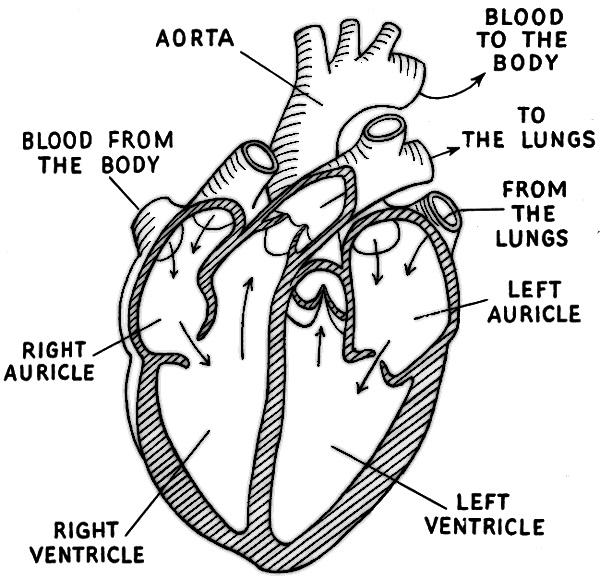 AORTA
BLOOD
TO THE
BODY
TO
THE LUNGS
BLOOD FROM
THE BODY
FROM
THE
LUNGS
LEFT
AURICLE
RIGHT
AURICLE
LEFT
VENTRICLE
RIGHT
VENTRICLE